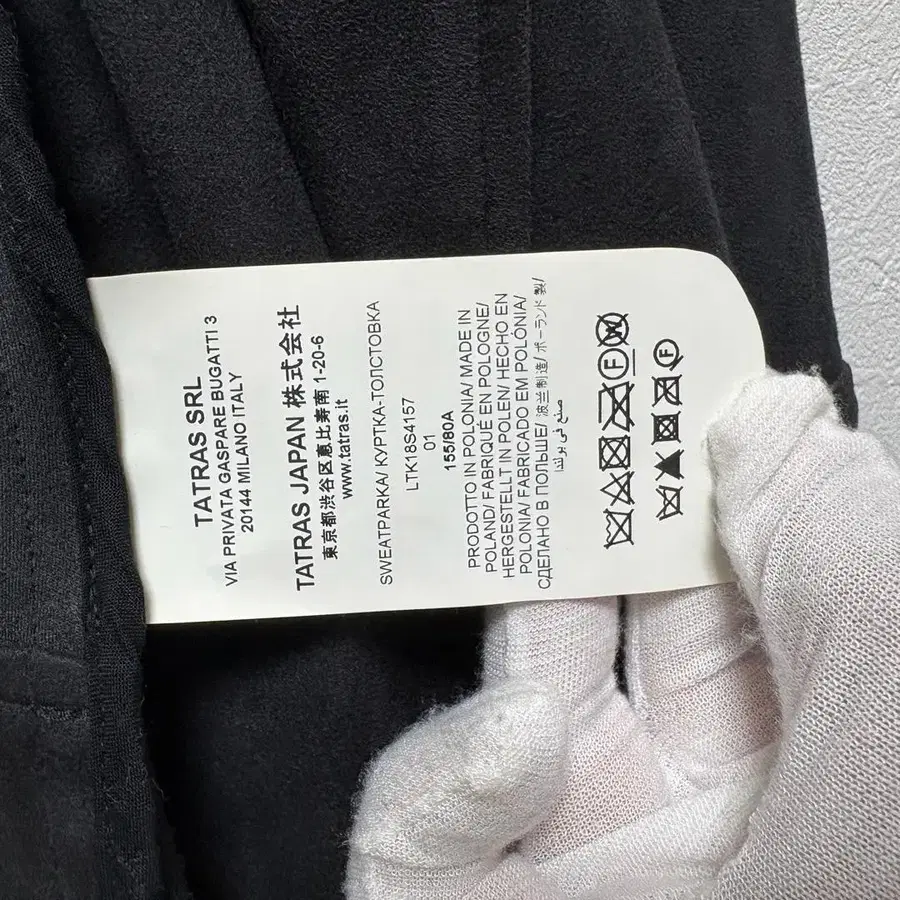 TATRAS SRL
VIA PRIVATA GASPARE BUGATTI 3
20144 MILANO ITALY
TATRAS JAPAN 株式会社
東京都渋谷区恵比寿南 1-20-6
www.tatras.it
SWEATPARKA/ КУРТКА-ТОЛСТОВКА
LTK18S4157
01
155/80A
PRODOTTO IN POLONIA/ MADE IN
POLAND/ FABRIQUÉ EN POLOGNE/
HERGESTELLT IN POLEN/ HECHO EN
POLONIA/ FABRICADO EM POLÓNIA/
СДЕЛАНО В ПОЛЬШЕ/ 波兰制造/ ポーランド製/
صنع في بولندا
F W
F